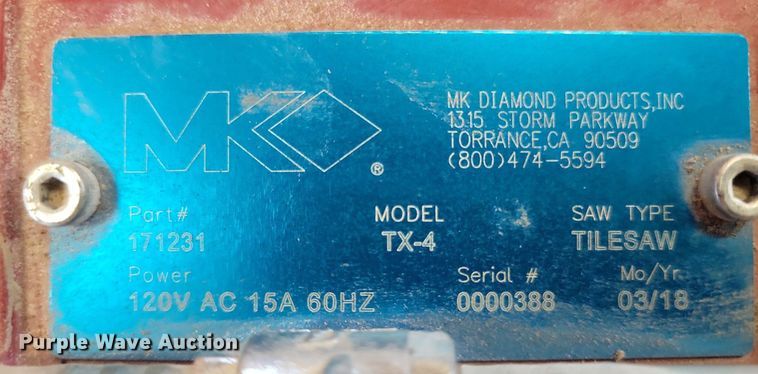 MK ®
MK DIAMOND PRODUCTS,INC
1315 STORM PARKWAY
TORRANCE,CA 90509
(800)474-5594
Part# MODEL SAW TYPE
171231 TX-4 TILESAW
Power Serial # Mo/Yr
120V AC 15A 60HZ 0000388 03/18
Purple Wave Auction